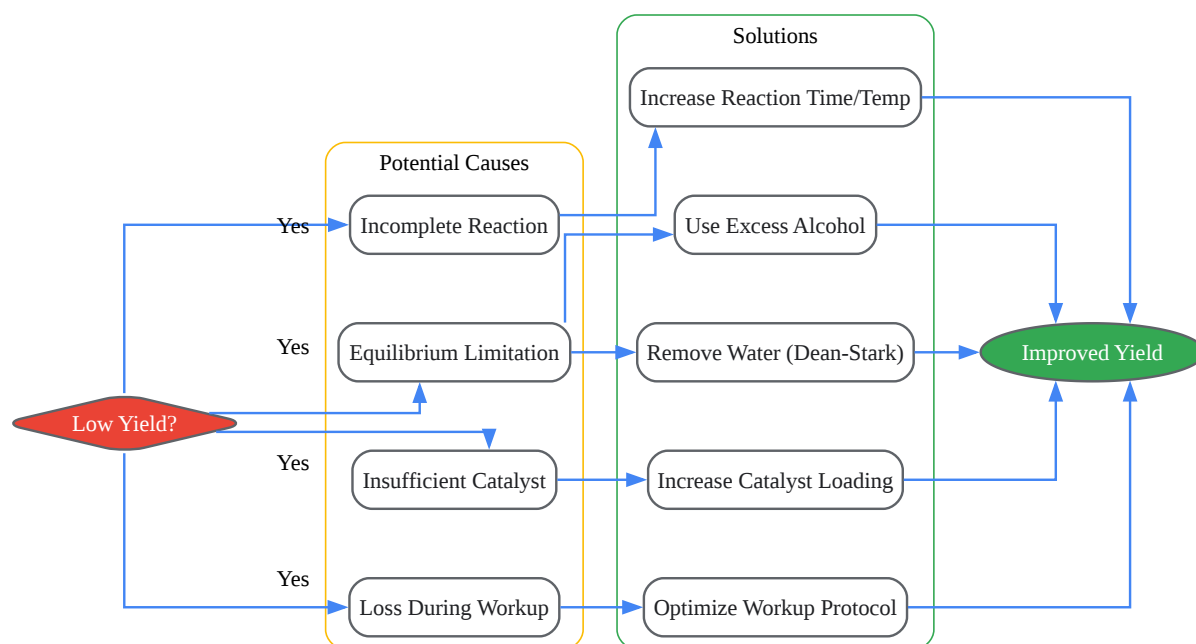 Solutions
Increase Reaction Time/Temp
Potential Causes
Yes
Incomplete Reaction
Use Excess Alcohol
Yes
Equilibrium Limitation
Remove Water (Dean-Stark)
Improved Yield
Low Yield?
Yes
Insufficient Catalyst
Increase Catalyst Loading
Yes
Loss During Workup
Optimize Workup Protocol